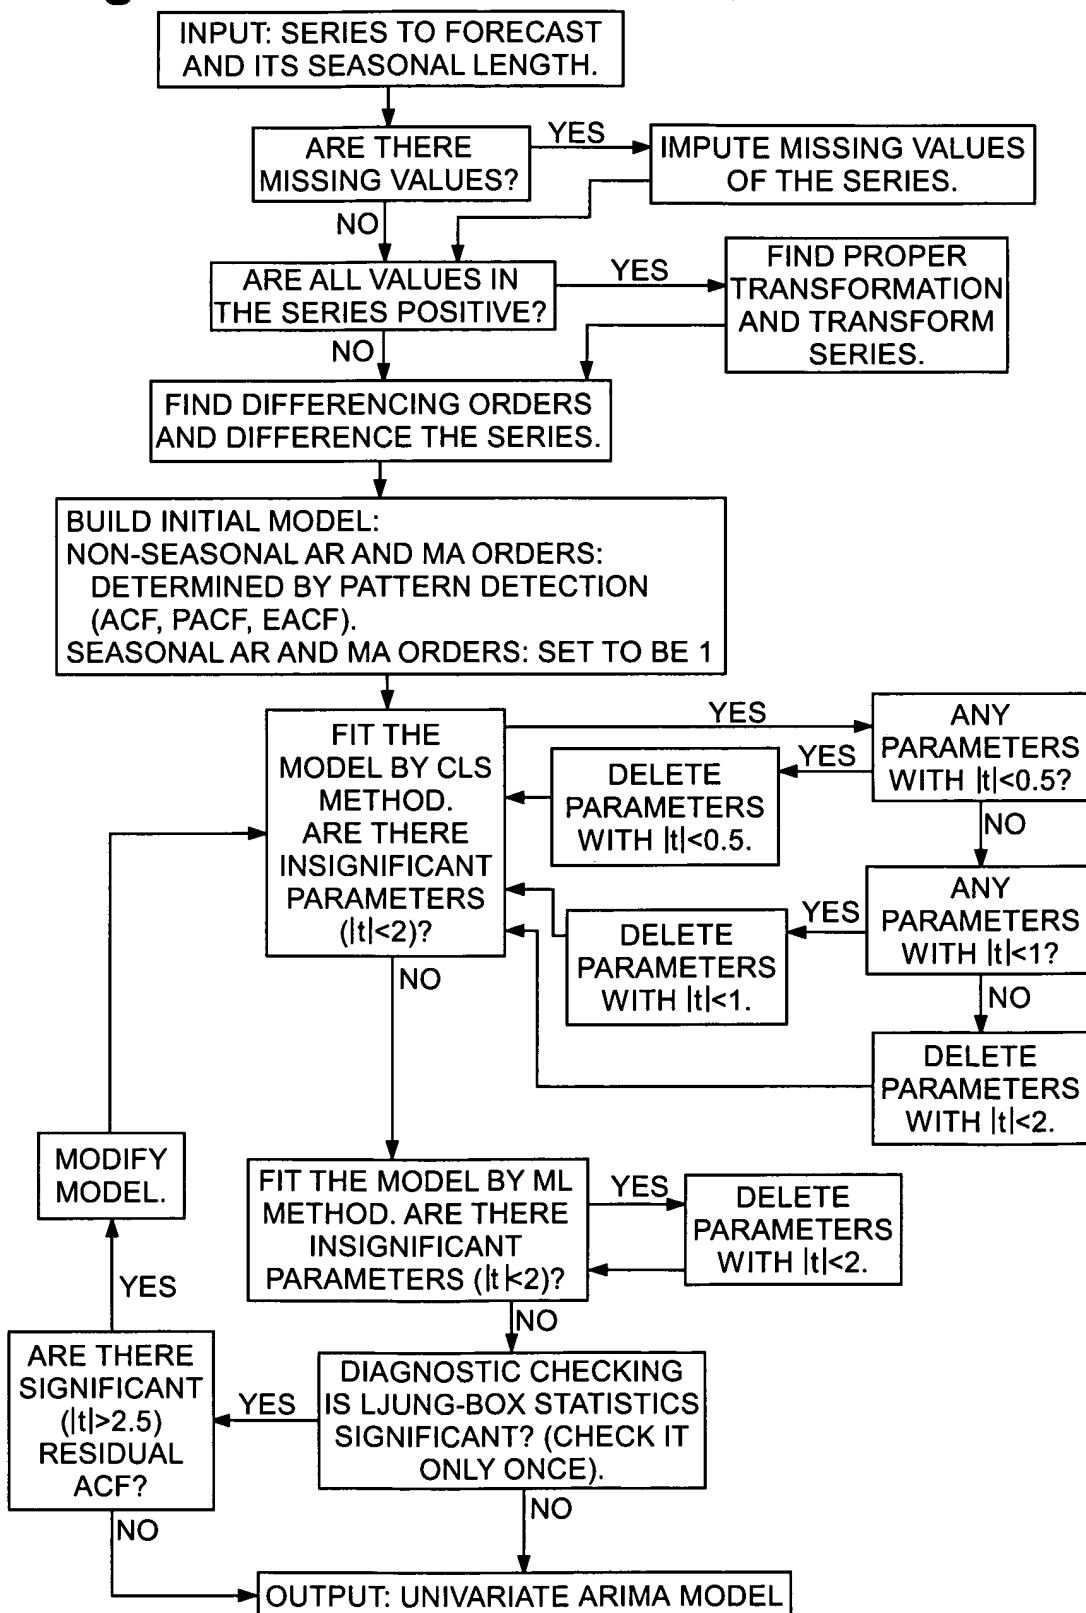 INPUT: SERIES TO FORECAST
AND ITS SEASONAL LENGTH.
ARE THERE
MISSING VALUES?
YES
IMPUTE MISSING VALUES
OF THE SERIES.
NO
ARE ALL VALUES IN
THE SERIES POSITIVE?
YES
FIND PROPER
TRANSFORMATION
AND TRANSFORM
SERIES.
NO
FIND DIFFERENCING ORDERS
AND DIFFERENCE THE SERIES.
BUILD INITIAL MODEL:
NON-SEASONAL AR AND MA ORDERS:
DETERMINED BY PATTERN DETECTION
(ACF, PACF, EACF).
SEASONAL AR AND MA ORDERS: SET TO BE 1
FIT THE
MODEL BY CLS
METHOD.
ARE THERE
INSIGNIFICANT
PARAMETERS
(|t|<2)?
YES
ANY
PARAMETERS
WITH |t|<0.5?
YES
DELETE
PARAMETERS
WITH |t|<0.5.
NO
ANY
PARAMETERS
WITH |t|<1?
YES
DELETE
PARAMETERS
WITH |t|<1.
NO
DELETE
PARAMETERS
WITH |t|<2.
NO
MODIFY
MODEL.
FIT THE MODEL BY ML
METHOD. ARE THERE
INSIGNIFICANT
PARAMETERS (|t|<2)?
YES
DELETE
PARAMETERS
WITH |t|<2.
NO
YES
ARE THERE
SIGNIFICANT
(|t|>2.5)
RESIDUAL
ACF?
YES
DIAGNOSTIC CHECKING
IS LJUNG-BOX STATISTICS
SIGNIFICANT? (CHECK IT
ONLY ONCE).
NO
NO
OUTPUT: UNIVARIATE ARIMA MODEL